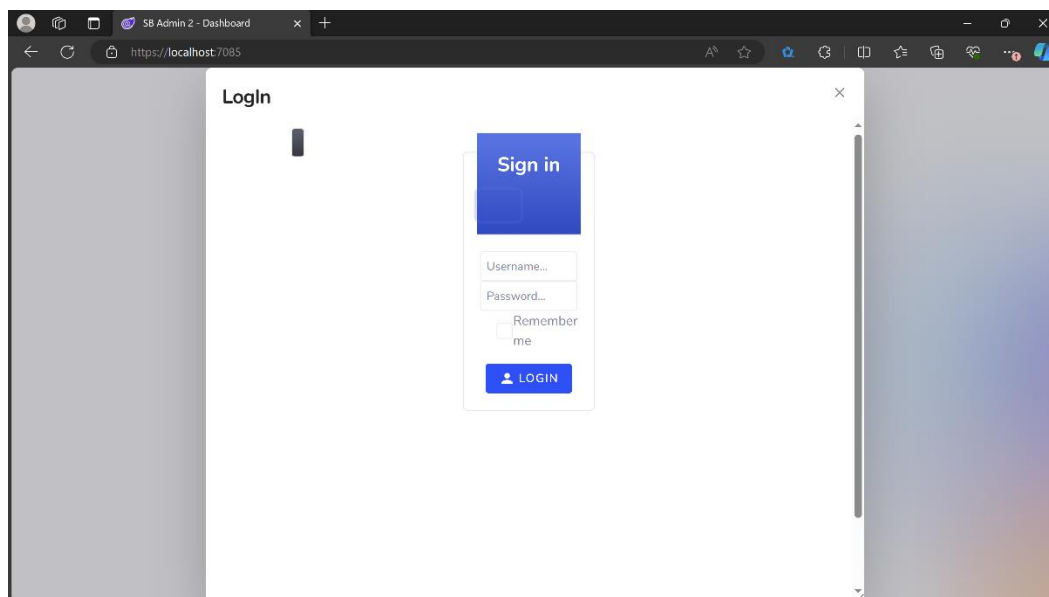 SB Admin 2 - Dashboard
https://localhost:7085
LogIn
Sign in
Username...
Password...
Remember
me
LOGIN